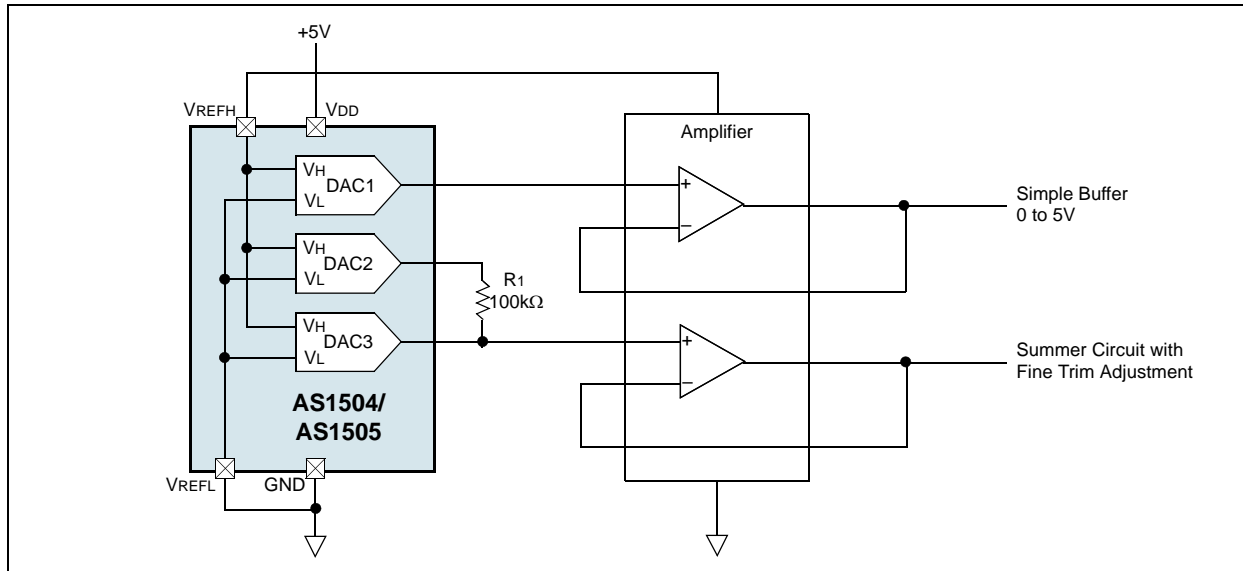 +5V
VREFH
VDD
Amplifier
VH
VL
DAC1
+
−
Simple Buffer
0 to 5V
VH
VL
DAC2
R1
100kΩ
VH
VL
DAC3
+
−
Summer Circuit with
Fine Trim Adjustment
AS1504/
AS1505
VREFL
GND